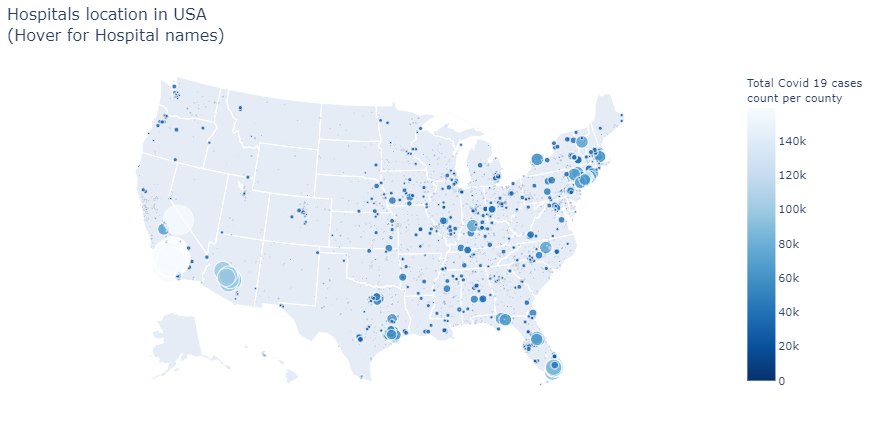 Hospitals location in USA
(Hover for Hospital names)
Total Covid 19 cases
count per county
140k
120k
100k
80k
60k
40k
20k
0